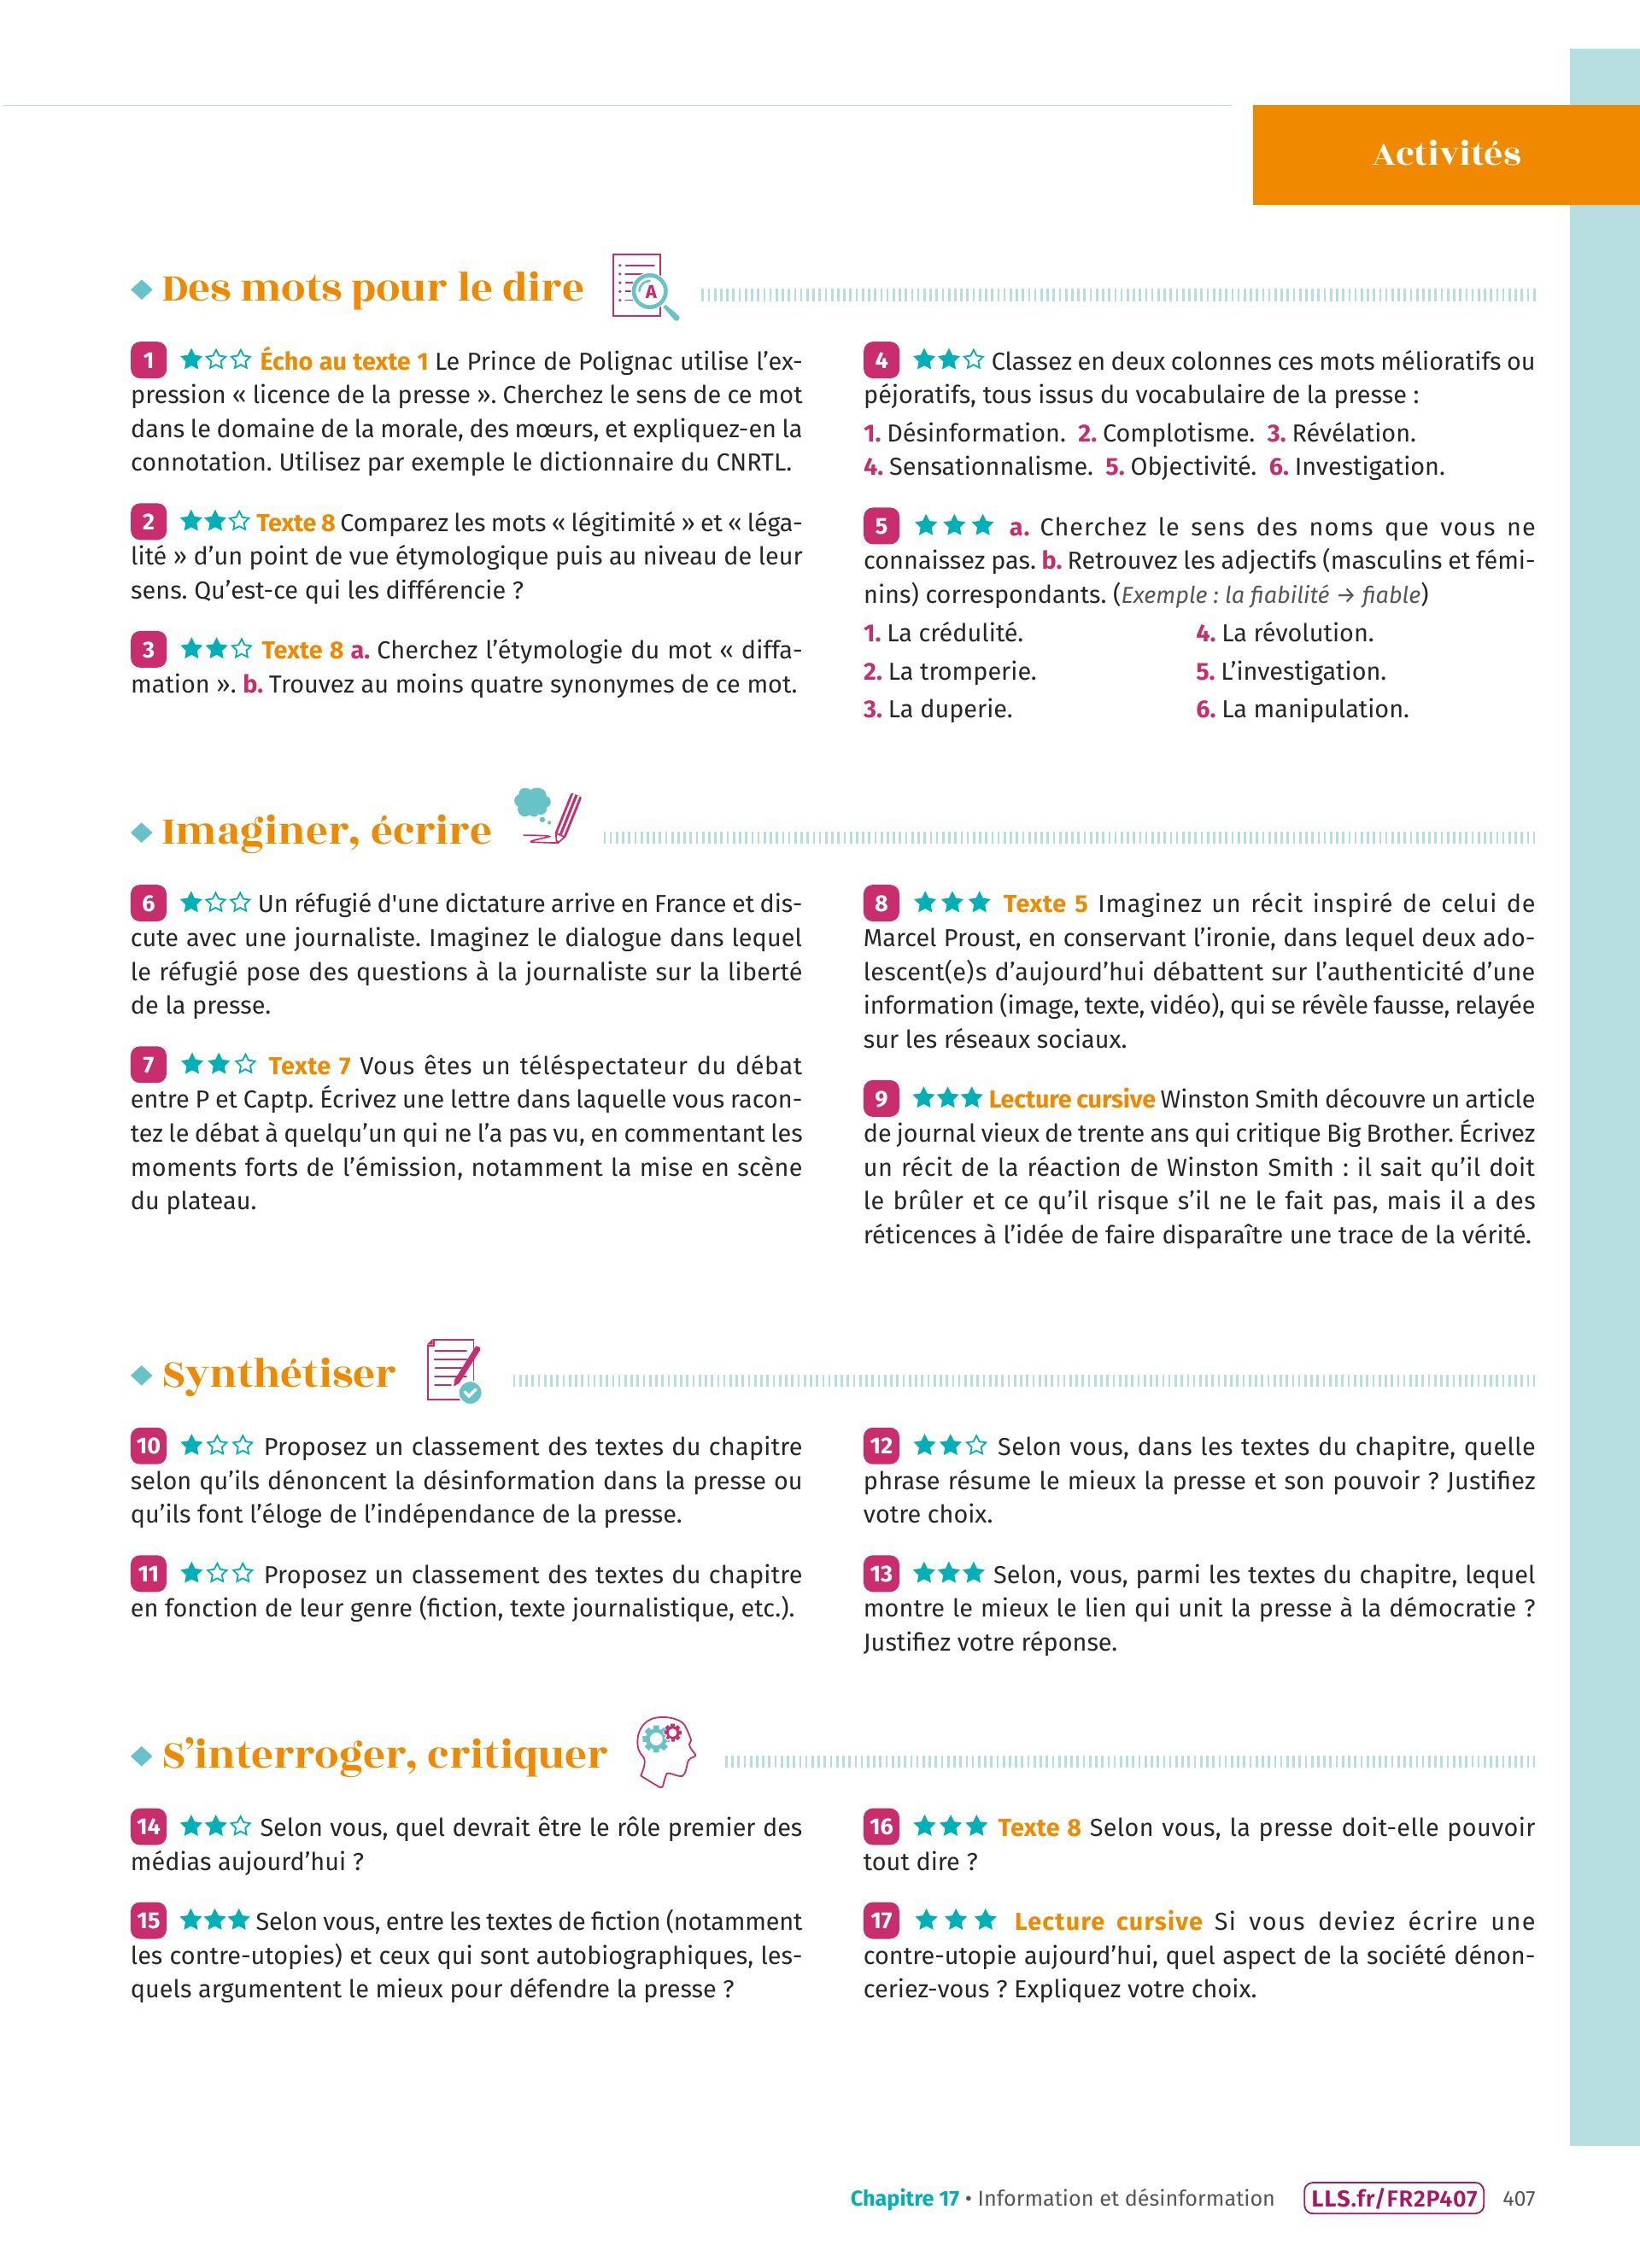 Activités
Des mots pour le dire
A
1 Écho au texte 1 Le Prince de Polignac utilise l’ex-
pression « licence de la presse ». Cherchez le sens de ce mot
dans le domaine de la morale, des mœurs, et expliquez-en la
connotation. Utilisez par exemple le dictionnaire du CNRTL.
2 Texte 8 Comparez les mots « légitimité » et « léga-
lité » d’un point de vue étymologique puis au niveau de leur
sens. Qu’est-ce qui les différencie ?
3 Texte 8 a. Cherchez l’étymologie du mot « diffa-
mation ». b. Trouvez au moins quatre synonymes de ce mot.
4 Classez en deux colonnes ces mots mélioratifs ou
péjoratifs, tous issus du vocabulaire de la presse :
1. Désinformation. 2. Complotisme. 3. Révélation.
4. Sensationnalisme. 5. Objectivité. 6. Investigation.
5 a. Cherchez le sens des noms que vous ne
connaissez pas. b. Retrouvez les adjectifs (masculins et fémi-
nins) correspondants. (Exemple : la fiabilité → fiable)
1. La crédulité.
2. La tromperie.
3. La duperie.
4. La révolution.
5. L’investigation.
6. La manipulation.
Imaginer, écrire
6 Un réfugié d'une dictature arrive en France et dis-
cute avec une journaliste. Imaginez le dialogue dans lequel
le réfugié pose des questions à la journaliste sur la liberté
de la presse.
7 Texte 7 Vous êtes un téléspectateur du débat
entre P et Captp. Écrivez une lettre dans laquelle vous racon-
tez le débat à quelqu’un qui ne l’a pas vu, en commentant les
moments forts de l’émission, notamment la mise en scène
du plateau.
8 Texte 5 Imaginez un récit inspiré de celui de
Marcel Proust, en conservant l’ironie, dans lequel deux ado-
lescent(e)s d’aujourd’hui débattent sur l’authenticité d’une
information (image, texte, vidéo), qui se révèle fausse, relayée
sur les réseaux sociaux.
9 Lecture cursive Winston Smith découvre un article
de journal vieux de trente ans qui critique Big Brother. Écrivez
un récit de la réaction de Winston Smith : il sait qu’il doit
le brûler et ce qu’il risque s’il ne le fait pas, mais il a des
réticences à l’idée de faire disparaître une trace de la vérité.
Synthétiser
10 Proposez un classement des textes du chapitre
selon qu’ils dénoncent la désinformation dans la presse ou
qu’ils font l’éloge de l’indépendance de la presse.
11 Proposez un classement des textes du chapitre
en fonction de leur genre (fiction, texte journalistique, etc.).
12 Selon vous, dans les textes du chapitre, quelle
phrase résume le mieux la presse et son pouvoir ? Justifiez
votre choix.
13 Selon, vous, parmi les textes du chapitre, lequel
montre le mieux le lien qui unit la presse à la démocratie ?
Justifiez votre réponse.
S’interroger, critiquer
14 Selon vous, quel devrait être le rôle premier des
médias aujourd’hui ?
15 Selon vous, entre les textes de fiction (notamment
les contre-utopies) et ceux qui sont autobiographiques, les-
quels argumentent le mieux pour défendre la presse ?
16 Texte 8 Selon vous, la presse doit-elle pouvoir
tout dire ?
17 Lecture cursive Si vous deviez écrire une
contre-utopie aujourd’hui, quel aspect de la société dénon-
ceriez-vous ? Expliquez votre choix.
Chapitre 17 • Information et désinformation LLS.fr/FR2P407 407